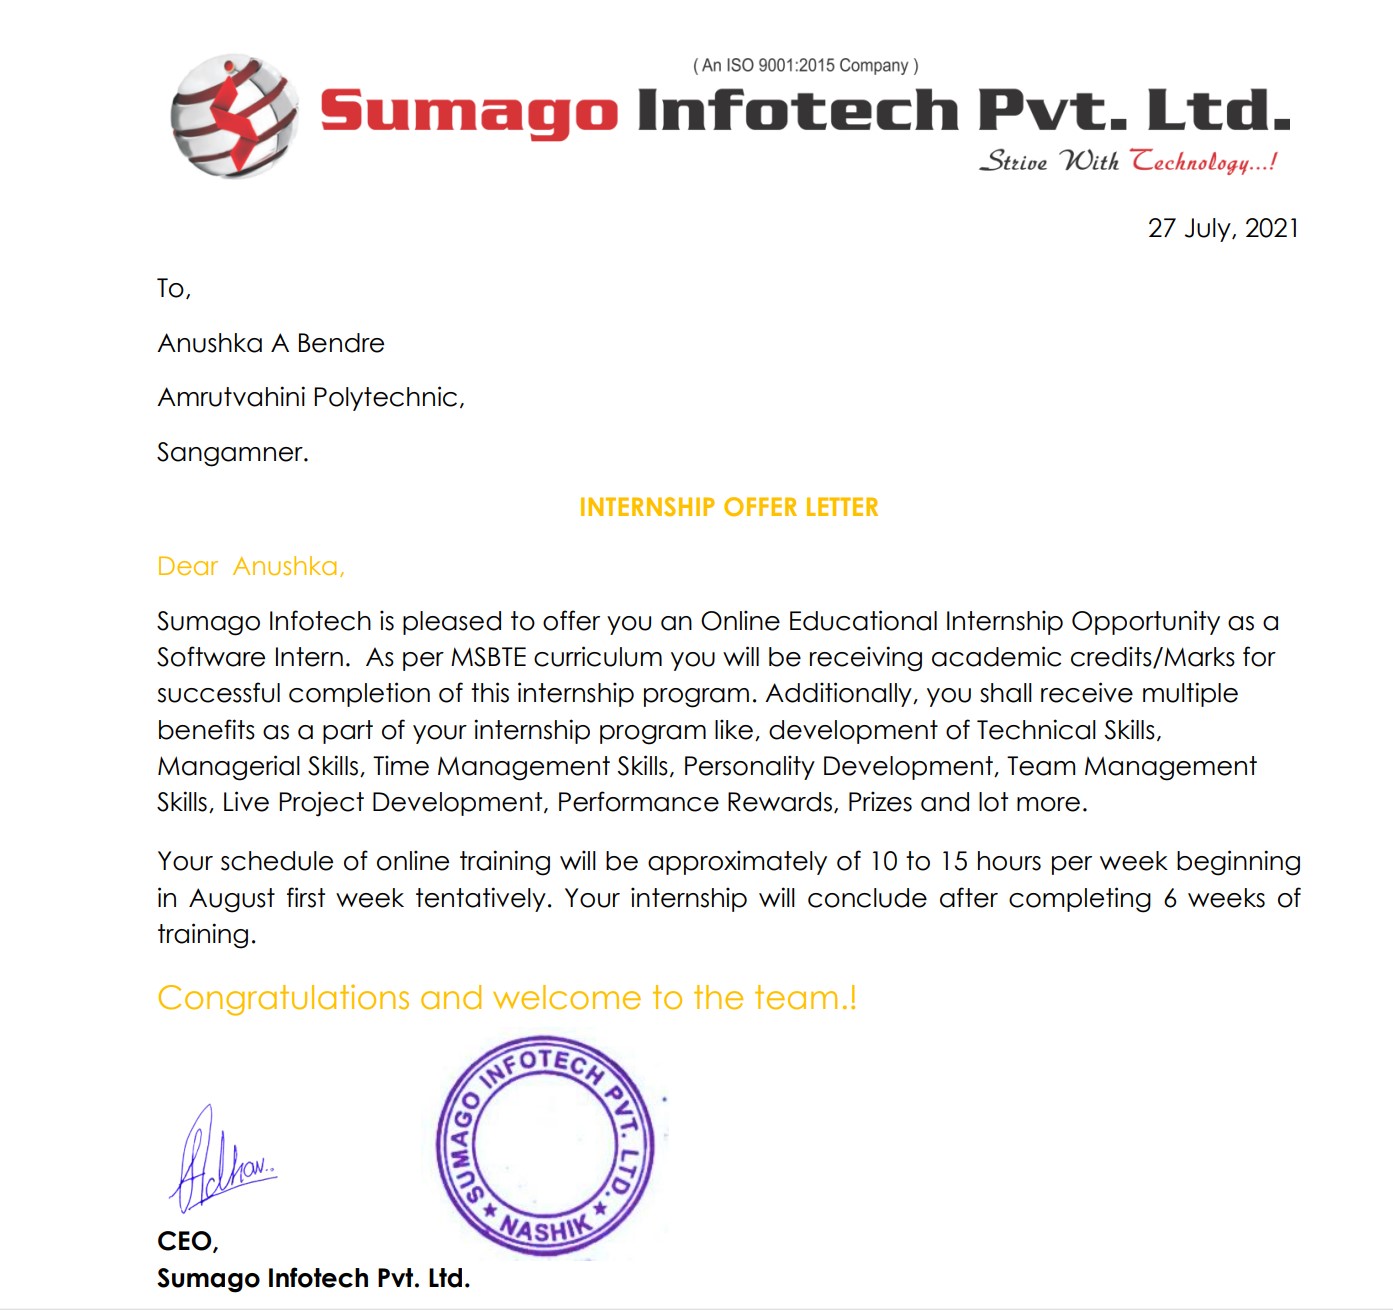 ( An ISO 9001:2015 Company )
Sumago Infotech Pvt. Ltd.
Strive With Technology...!
27 July, 2021
To,
Anushka A Bendre
Amrutvahini Polytechnic,
Sangamner.
INTERNSHIP OFFER LETTER
Dear  Anushka,
Sumago Infotech is pleased to offer you an Online Educational Internship Opportunity as a
Software Intern.  As per MSBTE curriculum you will be receiving academic credits/Marks for
successful completion of this internship program. Additionally, you shall receive multiple
benefits as a part of your internship program like, development of Technical Skills,
Managerial Skills, Time Management Skills, Personality Development, Team Management
Skills, Live Project Development, Performance Rewards, Prizes and lot more.
Your schedule of online training will be approximately of 10 to 15 hours per week beginning
in August first week tentatively. Your internship will conclude after completing 6 weeks of
training.
Congratulations and welcome to the team.!
SUMAGO INFOTECH PVT. LTD.
★ NASHIK ★
CEO,
Sumago Infotech Pvt. Ltd.